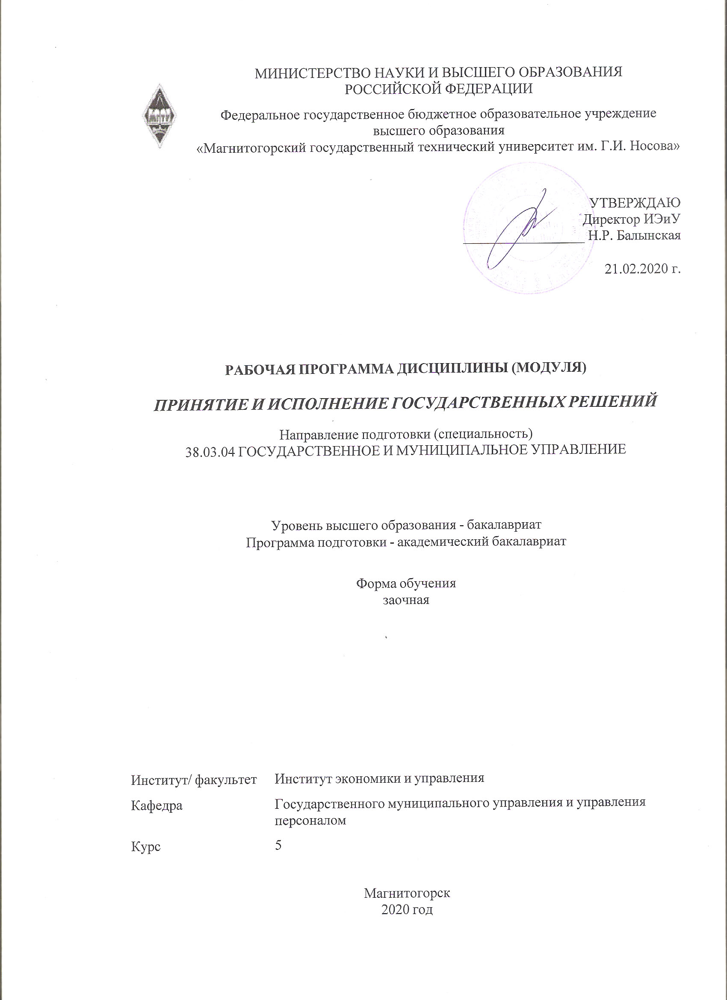 МИНИСТЕРСТВО НАУКИ И ВЫСШЕГО ОБРАЗОВАНИЯ
РОССИЙСКОЙ ФЕДЕРАЦИИ
Федеральное государственное бюджетное образовательное учреждение
высшего образования
«Магнитогорский государственный технический университет им. Г.И. Носова»
МГТУ
УТВЕРЖДАЮ
Директор ИЭиУ
Н.Р. Балынская
21.02.2020 г.
РАБОЧАЯ ПРОГРАММА ДИСЦИПЛИНЫ (МОДУЛЯ)
ПРИНЯТИЕ И ИСПОЛНЕНИЕ ГОСУДАРСТВЕННЫХ РЕШЕНИЙ
Направление подготовки (специальность)
38.03.04 ГОСУДАРСТВЕННОЕ И МУНИЦИПАЛЬНОЕ УПРАВЛЕНИЕ
Уровень высшего образования - бакалавриат
Программа подготовки - академический бакалавриат
Форма обучения
заочная
Институт/ факультет Институт экономики и управления
Кафедра Государственного муниципального управления и управления
персоналом
Курс 5
Магнитогорск
2020 год